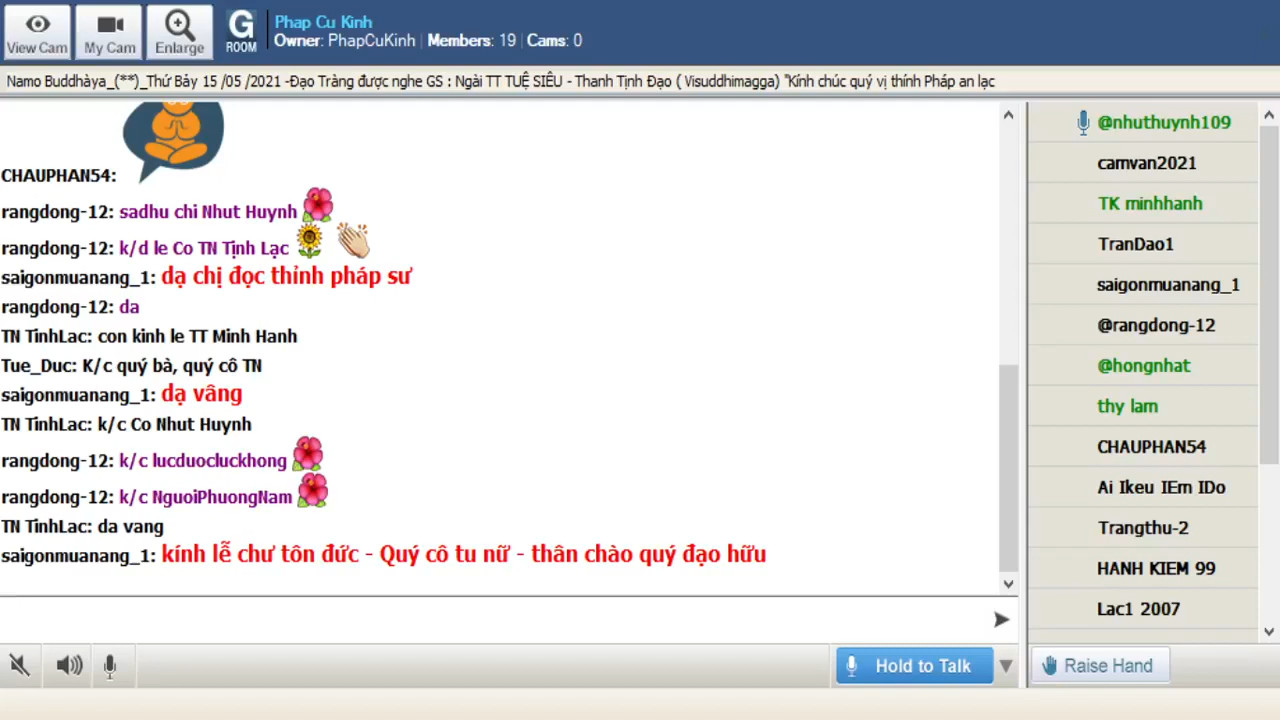 View Cam
My Cam
Enlarge
G
ROOM
Phap Cu Kinh
Owner: PhapCuKinh | Members: 19 | Cams: 0
Namo Buddhàya_(**)_Thứ Bảy 15 /05 /2021 -Đạo Tràng được nghe GS : Ngài TT TUỆ SIÊU - Thanh Tịnh Đạo ( Visuddhimagga) "Kính chúc quý vị thính Pháp an lạc
CHAUPHAN54:
rangdong-12: sadhu chi Nhut Huynh
rangdong-12: k/d le Co TN Tịnh Lạc
saigonmuanang_1: dạ chị đọc thỉnh pháp sư
rangdong-12: da
TN TinhLac: con kinh le TT Minh Hanh
Tue_Duc: K/c quý bà, quý cô TN
saigonmuanang_1: dạ vâng
TN TinhLac: k/c Co Nhut Huynh
rangdong-12: k/c lucduocluckhong
rangdong-12: k/c NguoiPhuongNam
TN TinhLac: da vang
saigonmuanang_1: kính lễ chư tôn đức - Quý cô tu nữ - thân chào quý đạo hữu
@nhuthuynh109
camvan2021
TK minhhanh
TranDao1
saigonmuanang_1
@rangdong-12
@hongnhat
thy lam
CHAUPHAN54
Ai Ikeu IEm IDo
Trangthu-2
HANH KIEM 99
Lac1 2007
Hold to Talk
Raise Hand